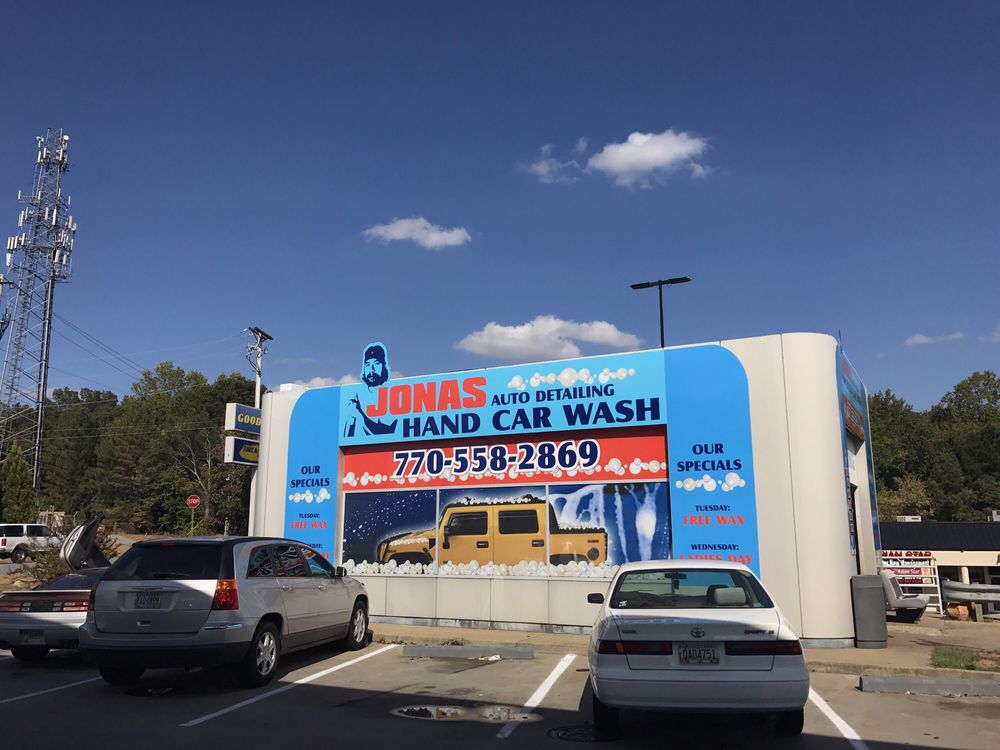 JONAS AUTO DETAILING
HAND CAR WASH
770-558-2869
OUR
SPECIALS
TUESDAY:
FREE WAX
OUR
SPECIALS
TUESDAY:
FREE WAX
WEDNESDAY:
LADIES DAY
GOOD
STOP